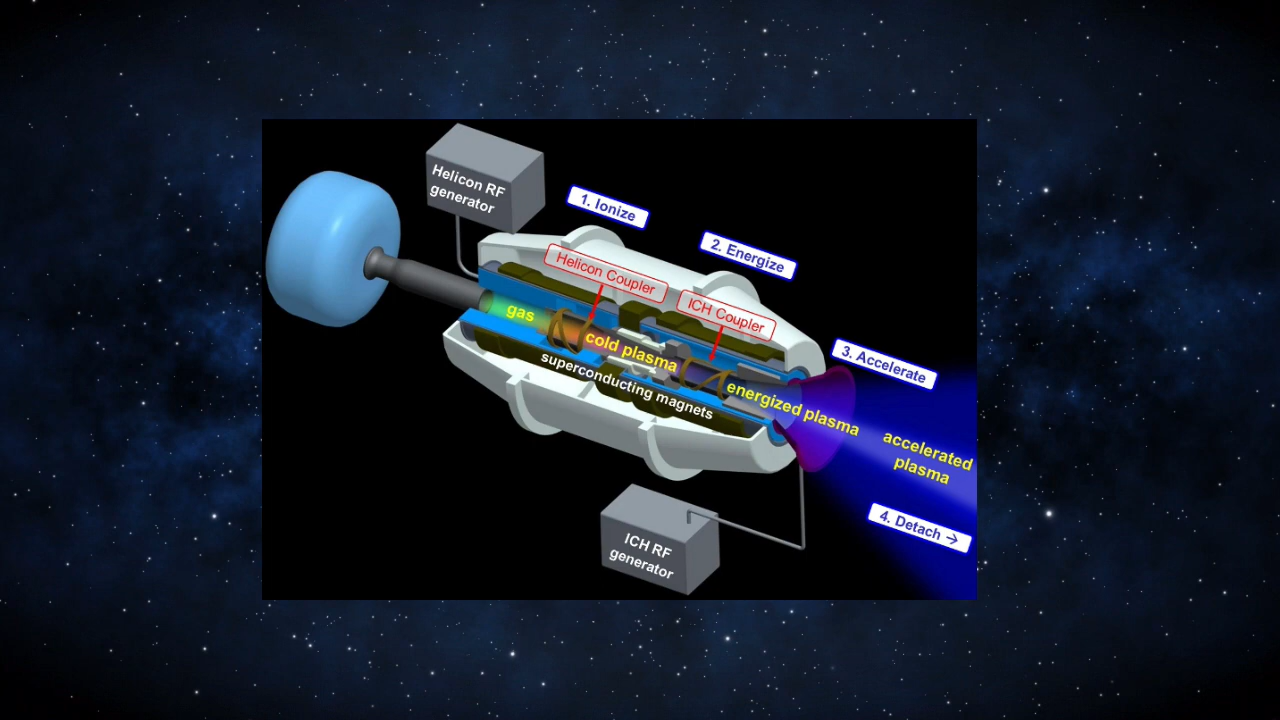 Helicon RF
generator
1. Ionize
2. Energize
Helicon Coupler
ICH Coupler
gas
cold plasma
superconducting magnets
3. Accelerate
energized plasma
accelerated
plasma
4. Detach →
ICH RF
generator